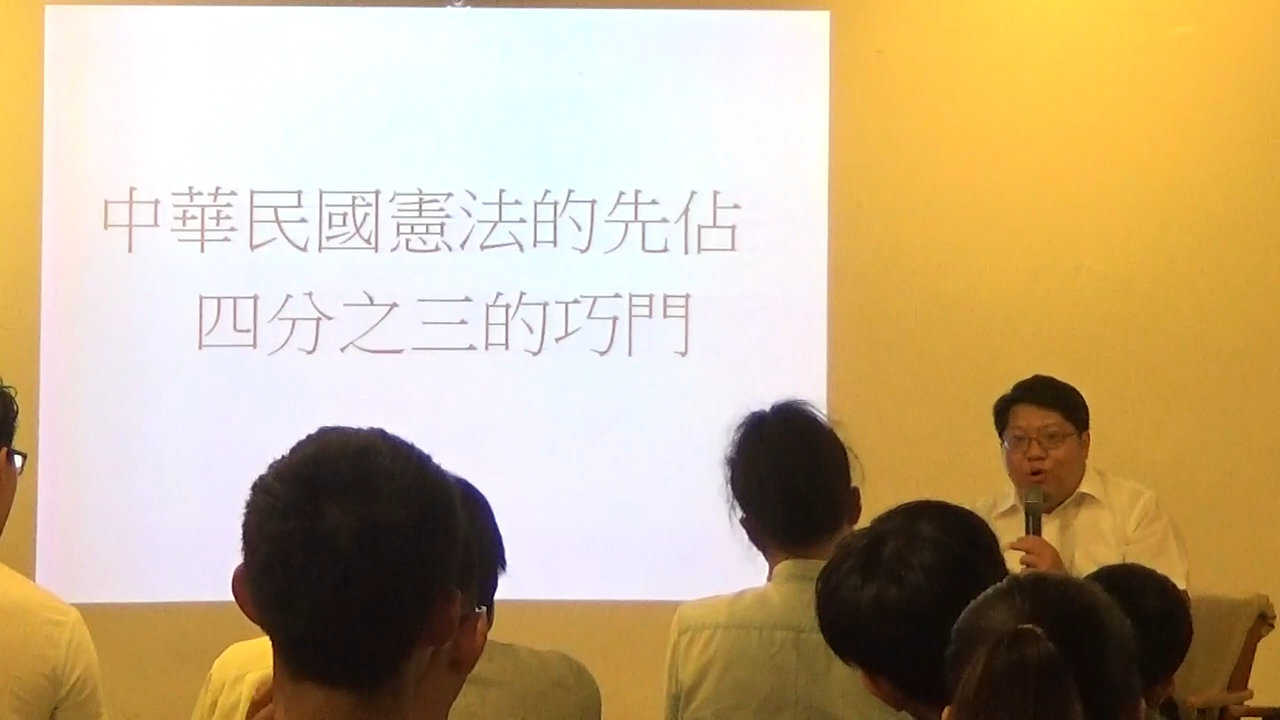 中華民國憲法的先佔
四分之三的巧門